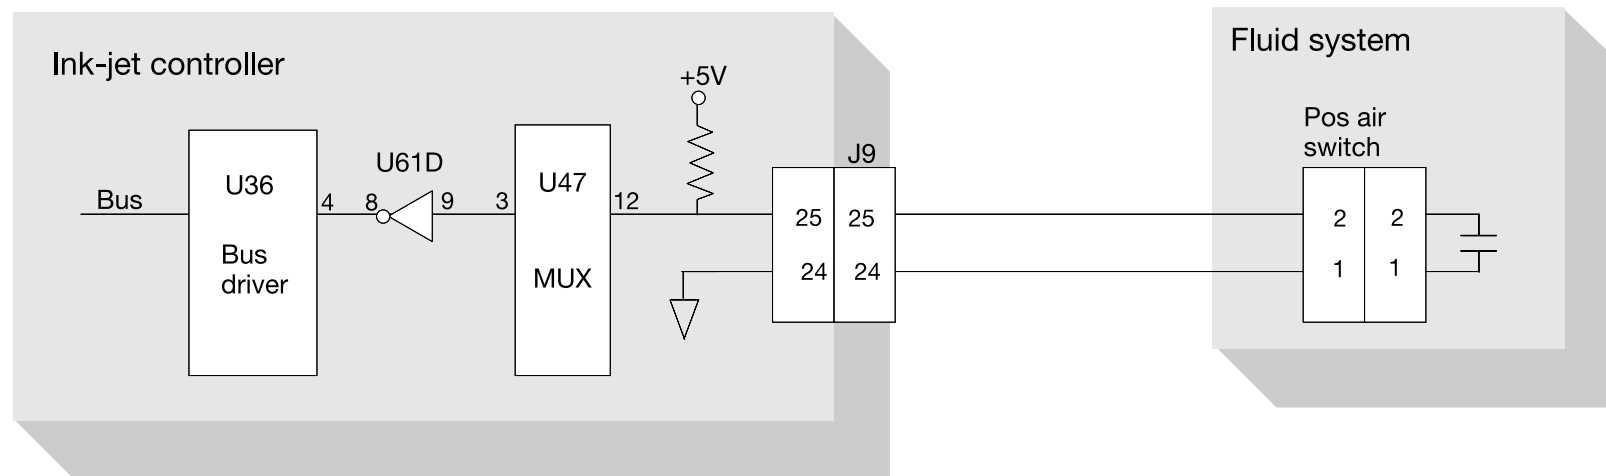 Ink-jet controller
Fluid system
+5V
Pos air
switch
U61D
J9
U36
U47
Bus
4
8
9
3
12
25
25
2
2
Bus
driver
MUX
24
24
1
1